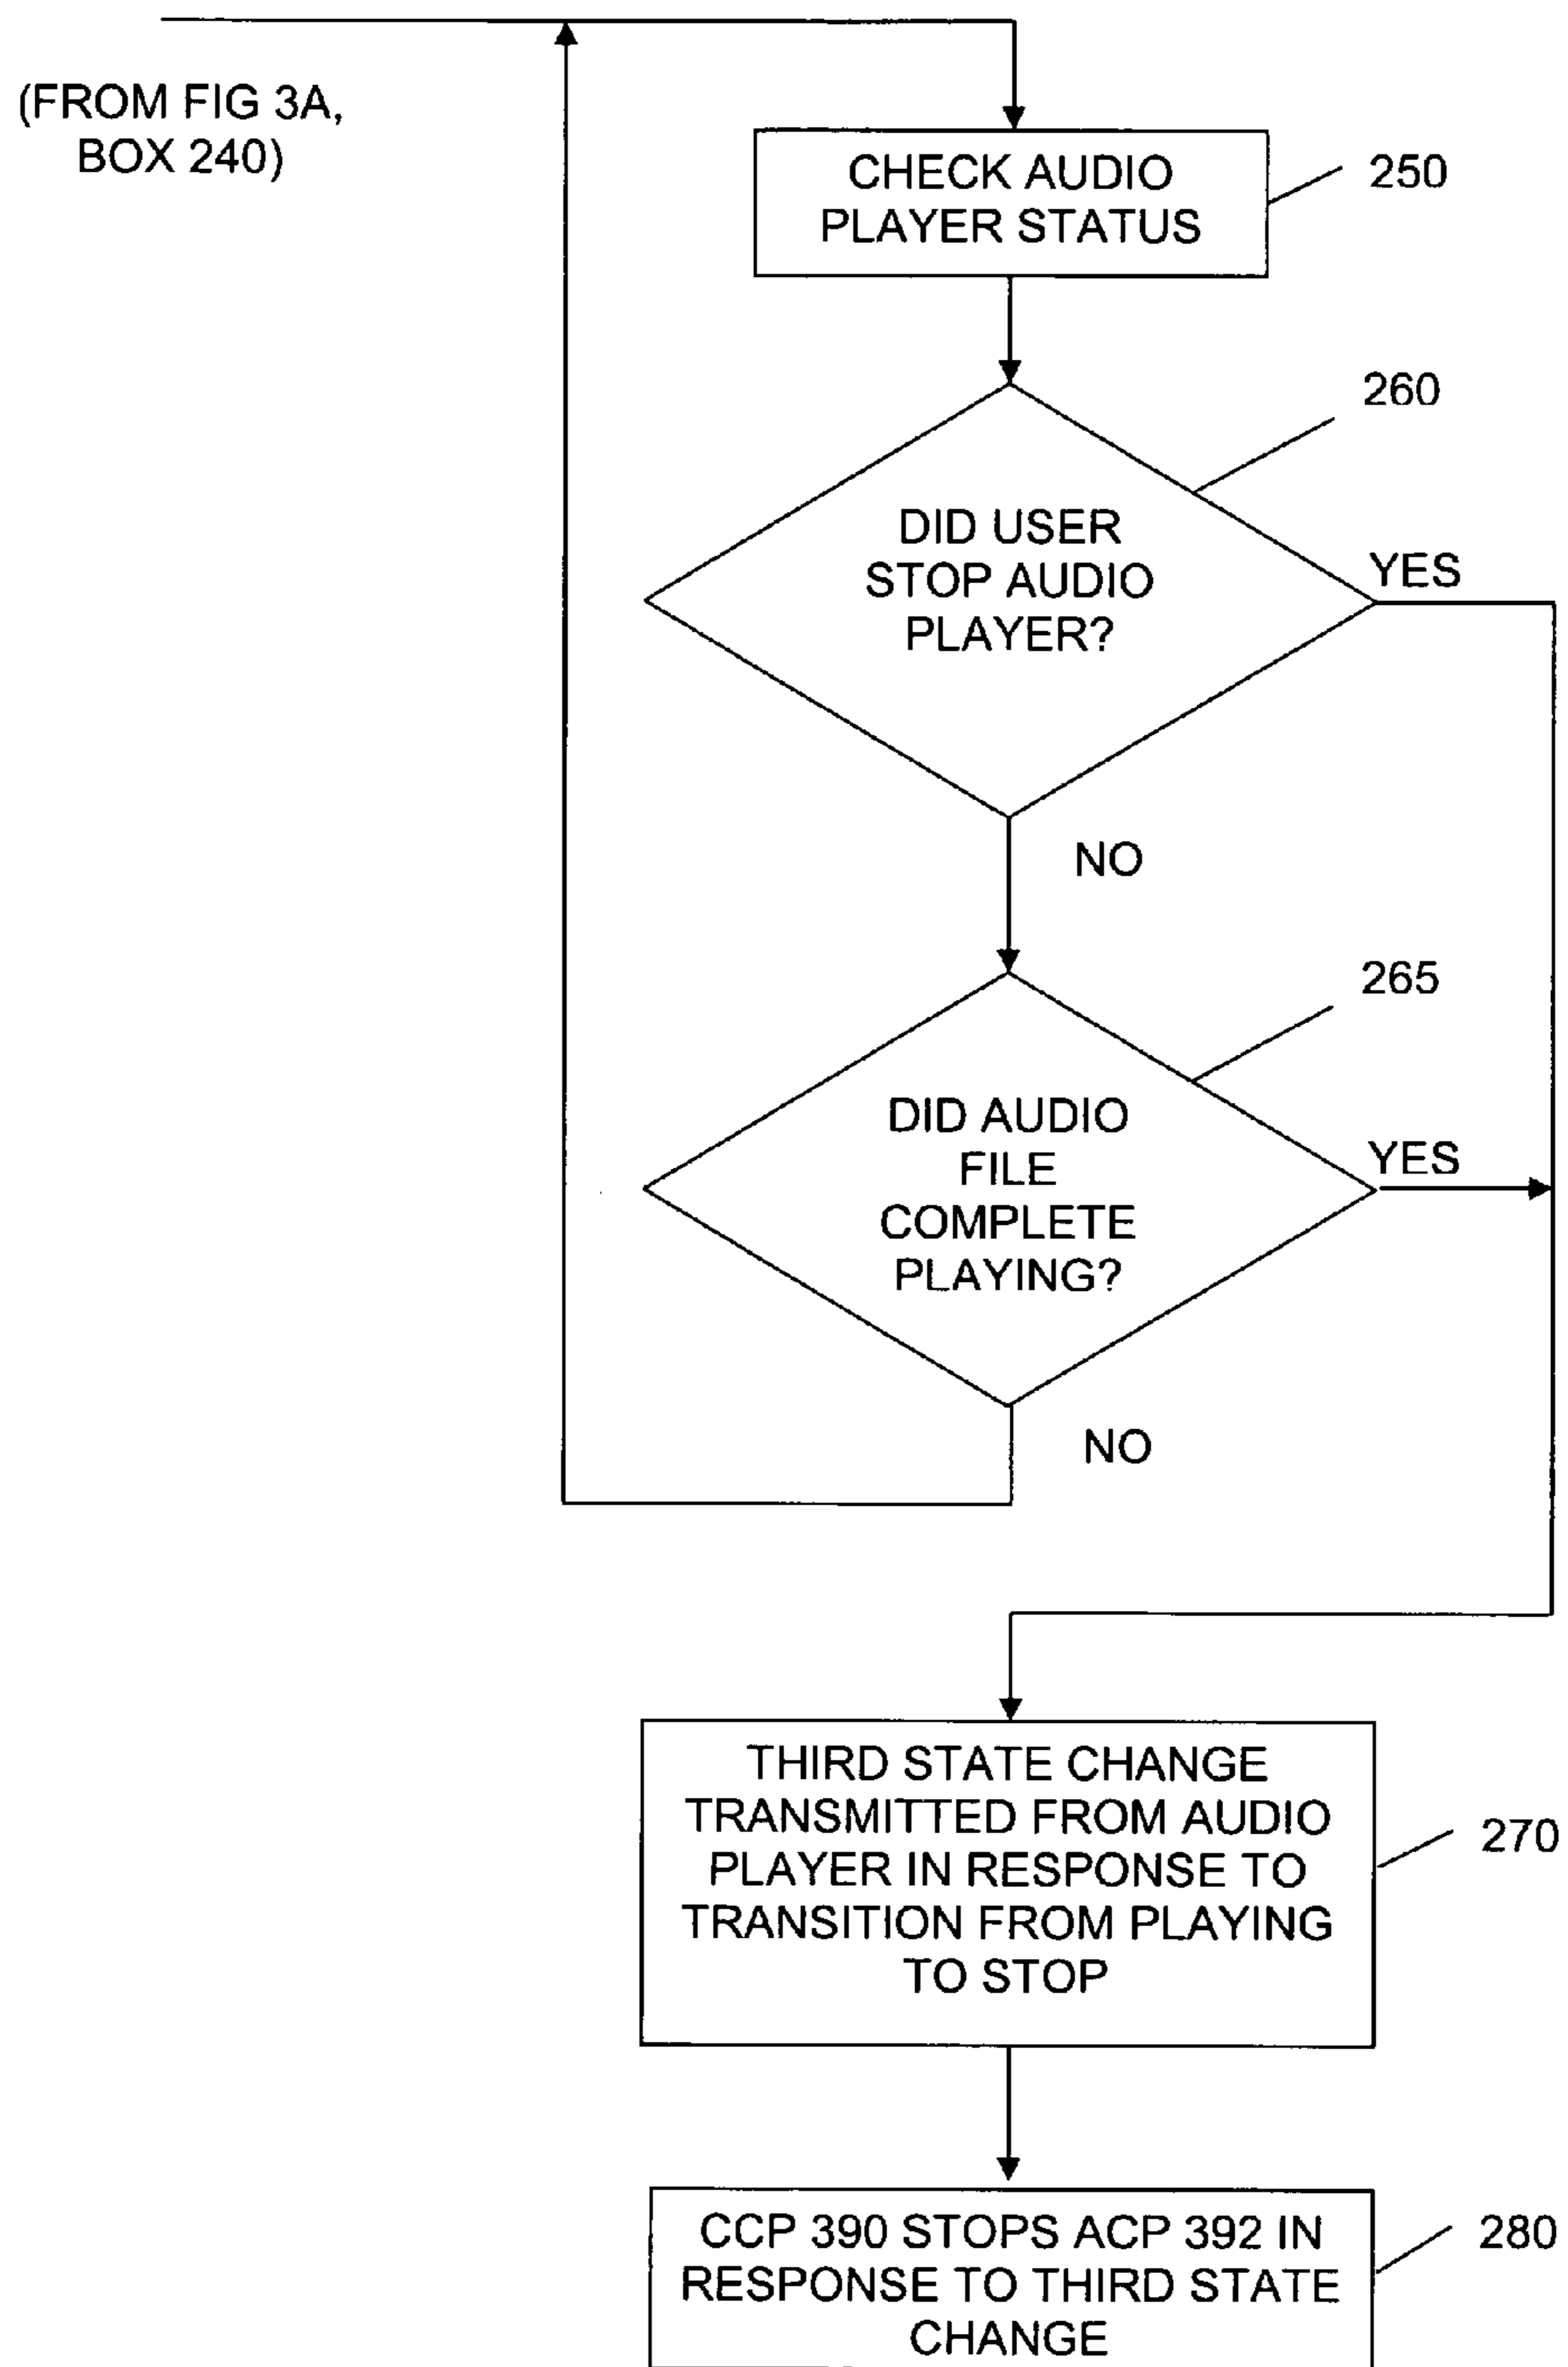 (FROM FIG 3A,
BOX 240)
CHECK AUDIO
PLAYER STATUS
250
260
DID USER
STOP AUDIO
PLAYER?
YES
NO
265
DID AUDIO
FILE
COMPLETE
PLAYING?
YES
NO
THIRD STATE CHANGE
TRANSMITTED FROM AUDIO
PLAYER IN RESPONSE TO
TRANSITION FROM PLAYING
TO STOP
270
CCP 390 STOPS ACP 392 IN
RESPONSE TO THIRD STATE
CHANGE
280